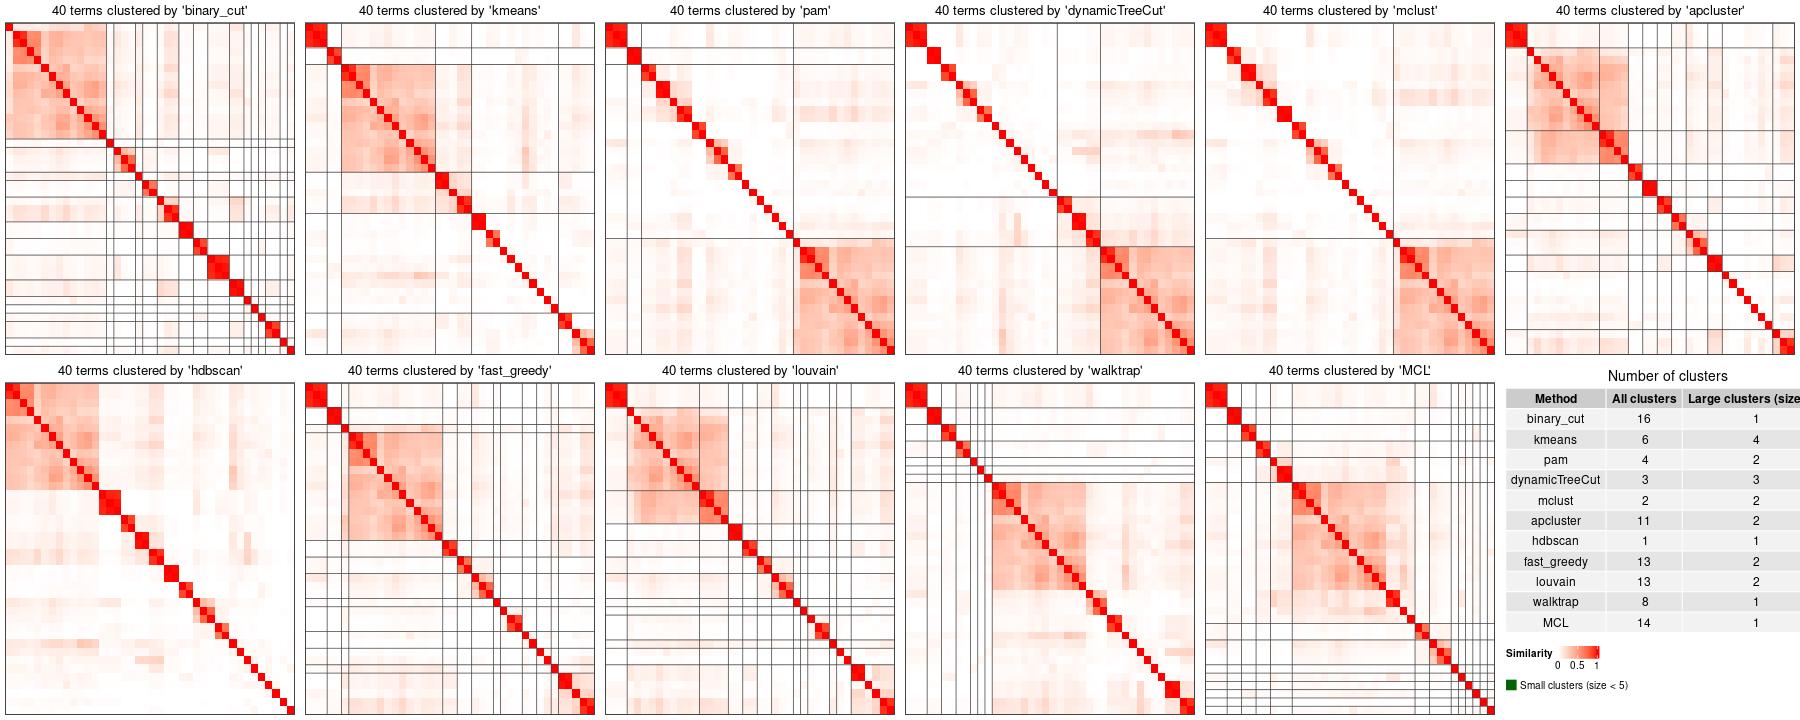 40 terms clustered by 'binary_cut'
40 terms clustered by 'kmeans'
40 terms clustered by 'pam'
40 terms clustered by 'dynamicTreeCut'
40 terms clustered by 'mclust'
40 terms clustered by 'apcluster'
40 terms clustered by 'hdbscan'
40 terms clustered by 'fast_greedy'
40 terms clustered by 'louvain'
40 terms clustered by 'walktrap'
40 terms clustered by 'MCL'
Number of clusters
Method All clusters Large clusters (size
binary_cut 16 1
kmeans 6 4
pam 4 2
dynamicTreeCut 3 3
mclust 2 2
apcluster 11 2
hdbscan 1 1
fast_greedy 13 2
louvain 13 2
walktrap 8 1
MCL 14 1
Similarity
0 0.5 1
Small clusters (size < 5)